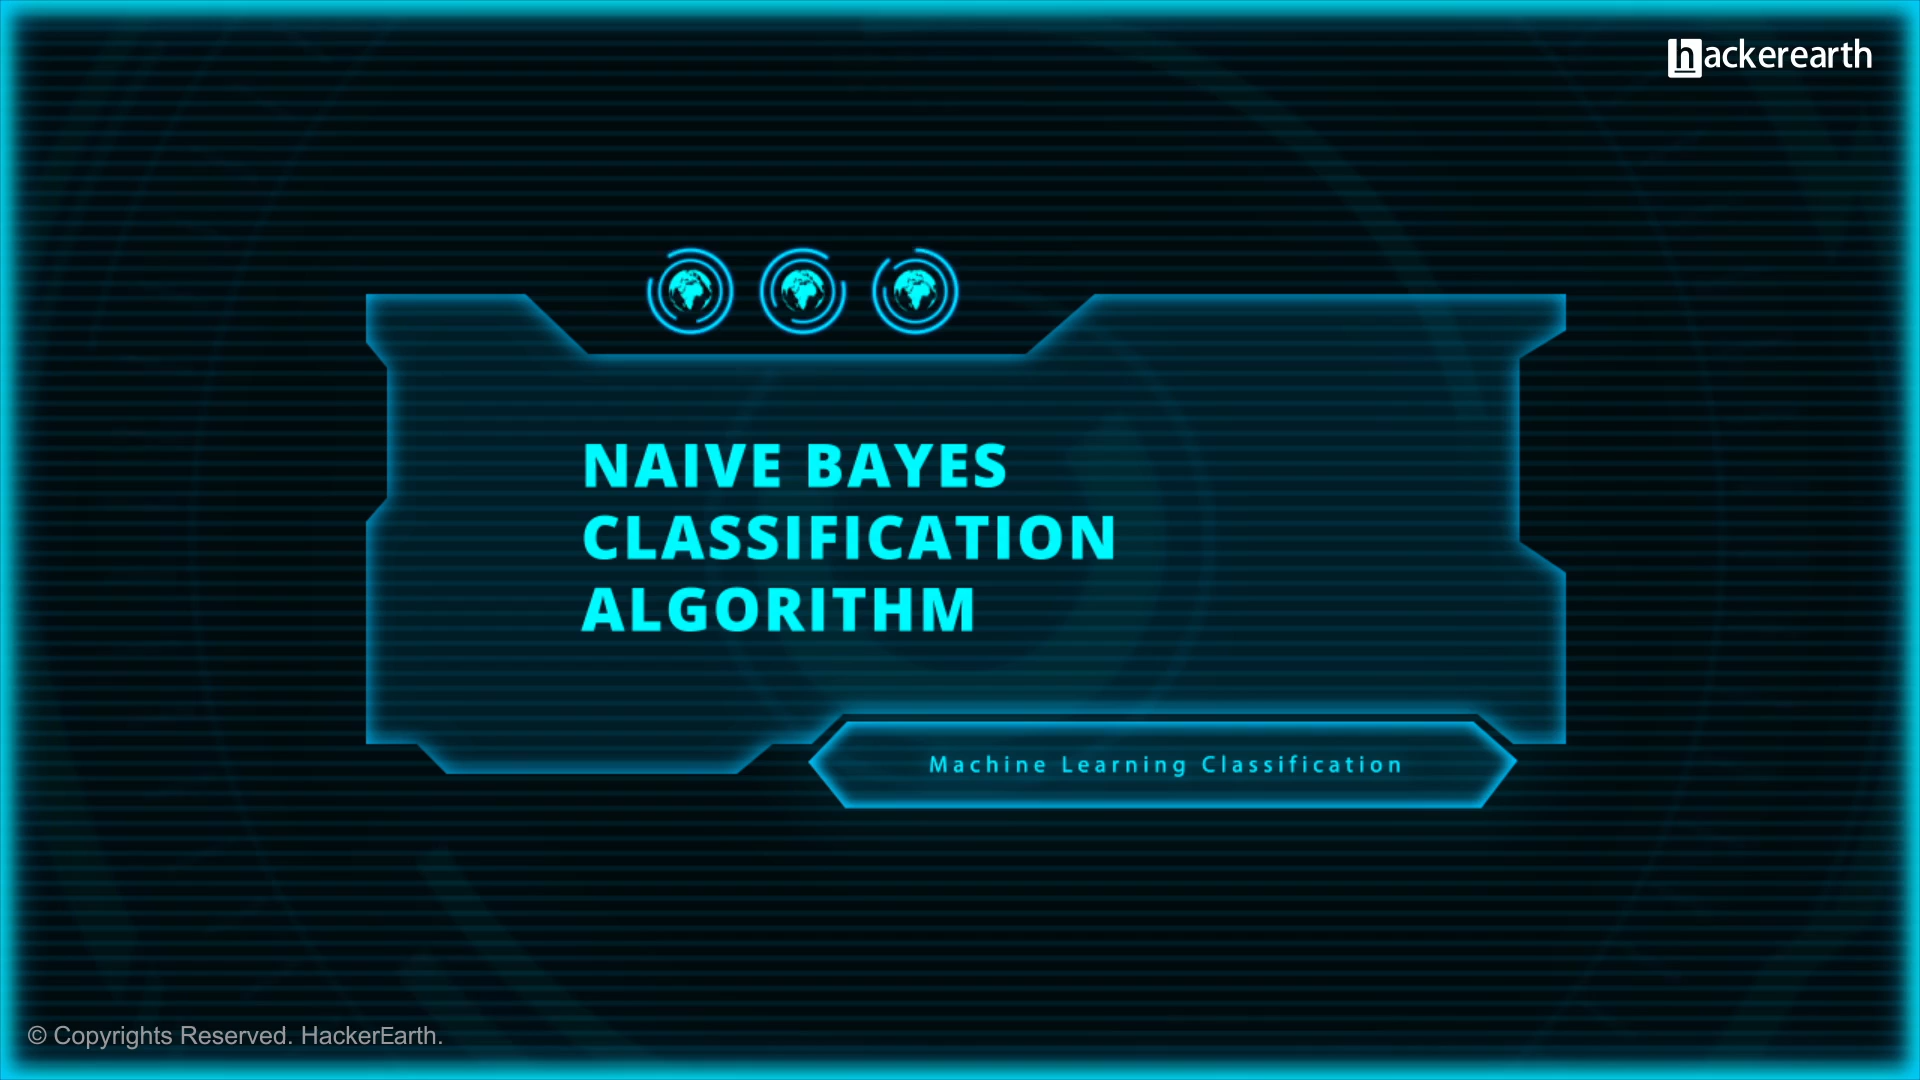 hackerearth
NAIVE BAYES
CLASSIFICATION
ALGORITHM
Machine Learning Classification
© Copyrights Reserved. HackerEarth.